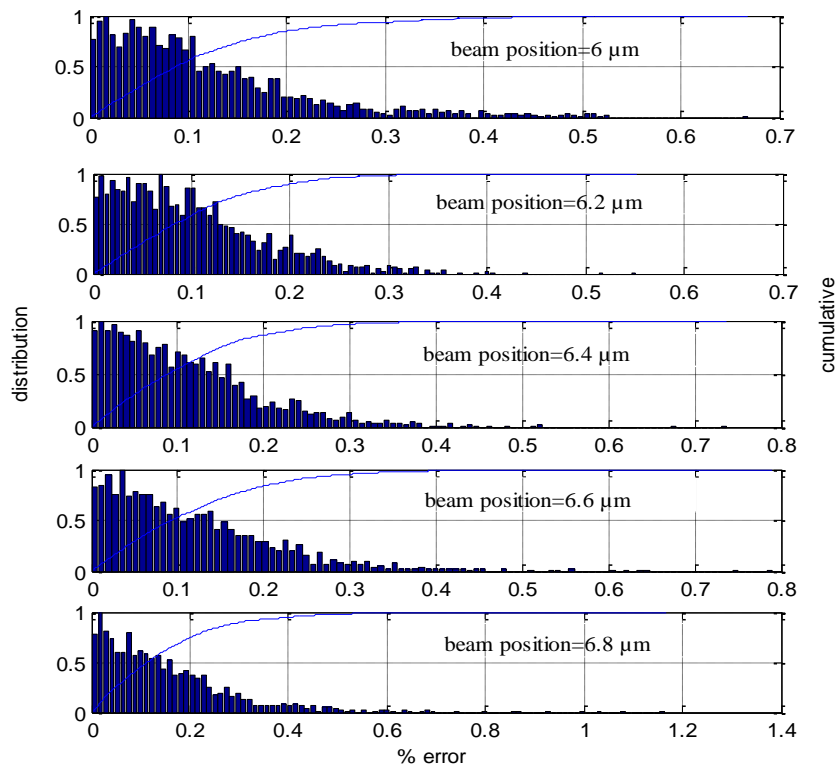 1
0.5
0
beam position=6 µm
0 0.1 0.2 0.3 0.4 0.5 0.6 0.7
1
0.5
0
beam position=6.2 µm
0 0.1 0.2 0.3 0.4 0.5 0.6 0.7
distribution
cumulative
1
0.5
0
beam position=6.4 µm
0 0.1 0.2 0.3 0.4 0.5 0.6 0.7 0.8
1
0.5
0
beam position=6.6 µm
0 0.1 0.2 0.3 0.4 0.5 0.6 0.7 0.8
1
0.5
0
beam position=6.8 µm
0 0.2 0.4 0.6 0.8 1 1.2 1.4
% error